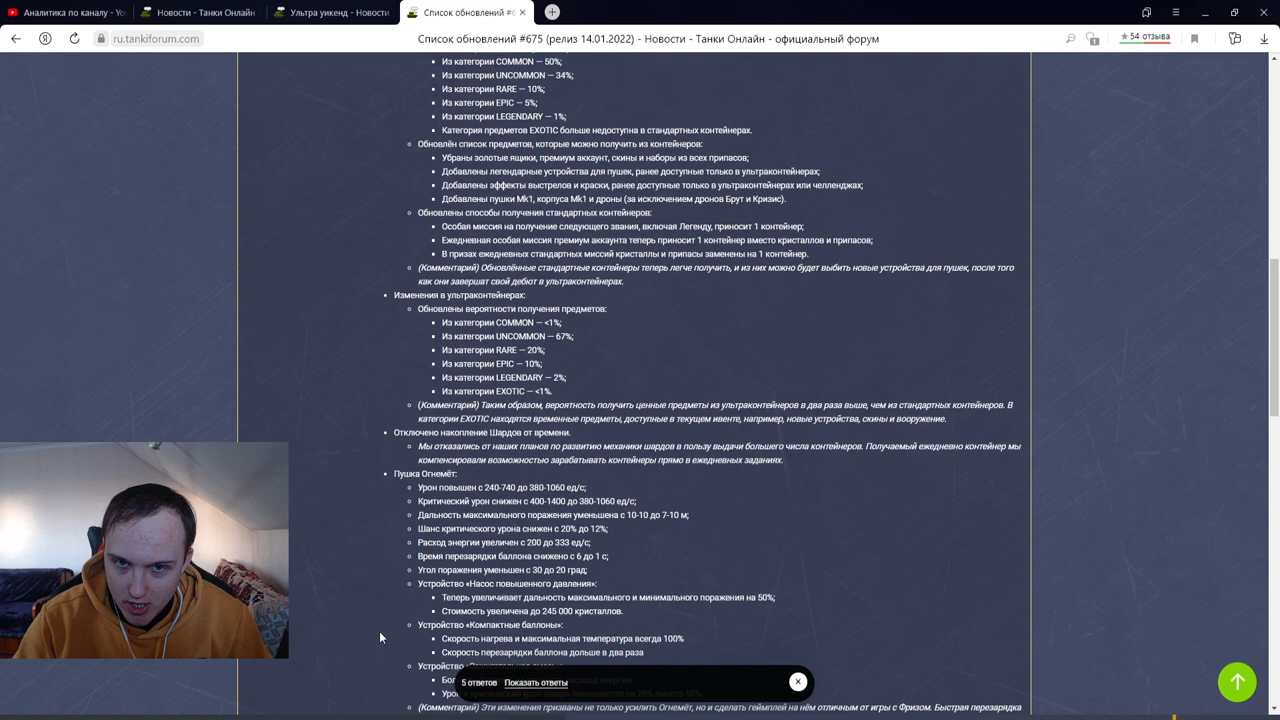 Аналитика по каналу - Yo
Новости - Танки Онлайн -
Ультра уикенд - Новости
Список обновлений #6
ru.tankiforum.com
Список обновлений #675 (релиз 14.01.2022) - Новости - Танки Онлайн - официальный форум
54 отзыва
Из категории COMMON — 50%;
Из категории UNCOMMON — 34%;
Из категории RARE — 10%;
Из категории EPIC — 5%;
Из категории LEGENDARY — 1%;
Категория предметов EXOTIC больше недоступна в стандартных контейнерах.
Обновлён список предметов, которые можно получить из контейнеров:
Убраны золотые ящики, премиум аккаунт, скины и наборы из всех припасов;
Добавлены легендарные устройства для пушек, ранее доступные только в ультраконтейнерах;
Добавлены эффекты выстрелов и краски, ранее доступные только в ультраконтейнерах или челленджах;
Добавлены пушки Mk1, корпуса Mk1 и дроны (за исключением дронов Брут и Кризис).
Обновлены способы получения стандартных контейнеров:
Особая миссия на получение следующего звания, включая Легенду, приносит 1 контейнер;
Ежедневная особая миссия премиум аккаунта теперь приносит 1 контейнер вместо кристаллов и припасов;
В призах ежедневных стандартных миссий кристаллы и припасы заменены на 1 контейнер.
(Комментарий) Обновлённые стандартные контейнеры теперь легче получить, и из них можно будет выбить новые устройства для пушек, после того
как они завершат свой дебют в ультраконтейнерах.
Изменения в ультраконтейнерах:
Обновлены вероятности получения предметов:
Из категории COMMON — <1%;
Из категории UNCOMMON — 67%;
Из категории RARE — 20%;
Из категории EPIC — 10%;
Из категории LEGENDARY — 2%;
Из категории EXOTIC — <1%.
(Комментарий) Таким образом, вероятность получить ценные предметы из ультраконтейнеров в два раза выше, чем из стандартных контейнеров. В
категории EXOTIC находятся временные предметы, доступные в текущем ивенте, например, новые устройства, скины и вооружение.
Отключено накопление Шардов от времени.
Мы отказались от наших планов по развитию механики шардов в пользу выдачи большего числа контейнеров. Получаемый ежедневно контейнер мы
компенсировали возможностью зарабатывать контейнеры прямо в ежедневных заданиях.
Пушка Огнемёт:
Урон повышен с 240-740 до 380-1060 ед/с;
Критический урон снижен с 400-1400 до 380-1060 ед/с;
Дальность максимального поражения уменьшена с 10-10 до 7-10 м;
Шанс критического урона снижен с 20% до 12%;
Расход энергии увеличен с 200 до 333 ед/с;
Время перезарядки баллона снижено с 6 до 1 с;
Угол поражения уменьшен с 30 до 20 град;
Устройство «Насос повышенного давления»:
Теперь увеличивает дальность максимального и минимального поражения на 50%;
Стоимость увеличена до 245 000 кристаллов.
Устройство «Компактные баллоны»:
Скорость нагрева и максимальная температура всегда 100%
Скорость перезарядки баллона дольше в два раза
Устройство
5 ответов Показать ответы
(Комментарий) Эти изменения призваны не только усилить Огнемёт, но и сделать геймплей на нём отличным от игры с Фризом. Быстрая перезарядка